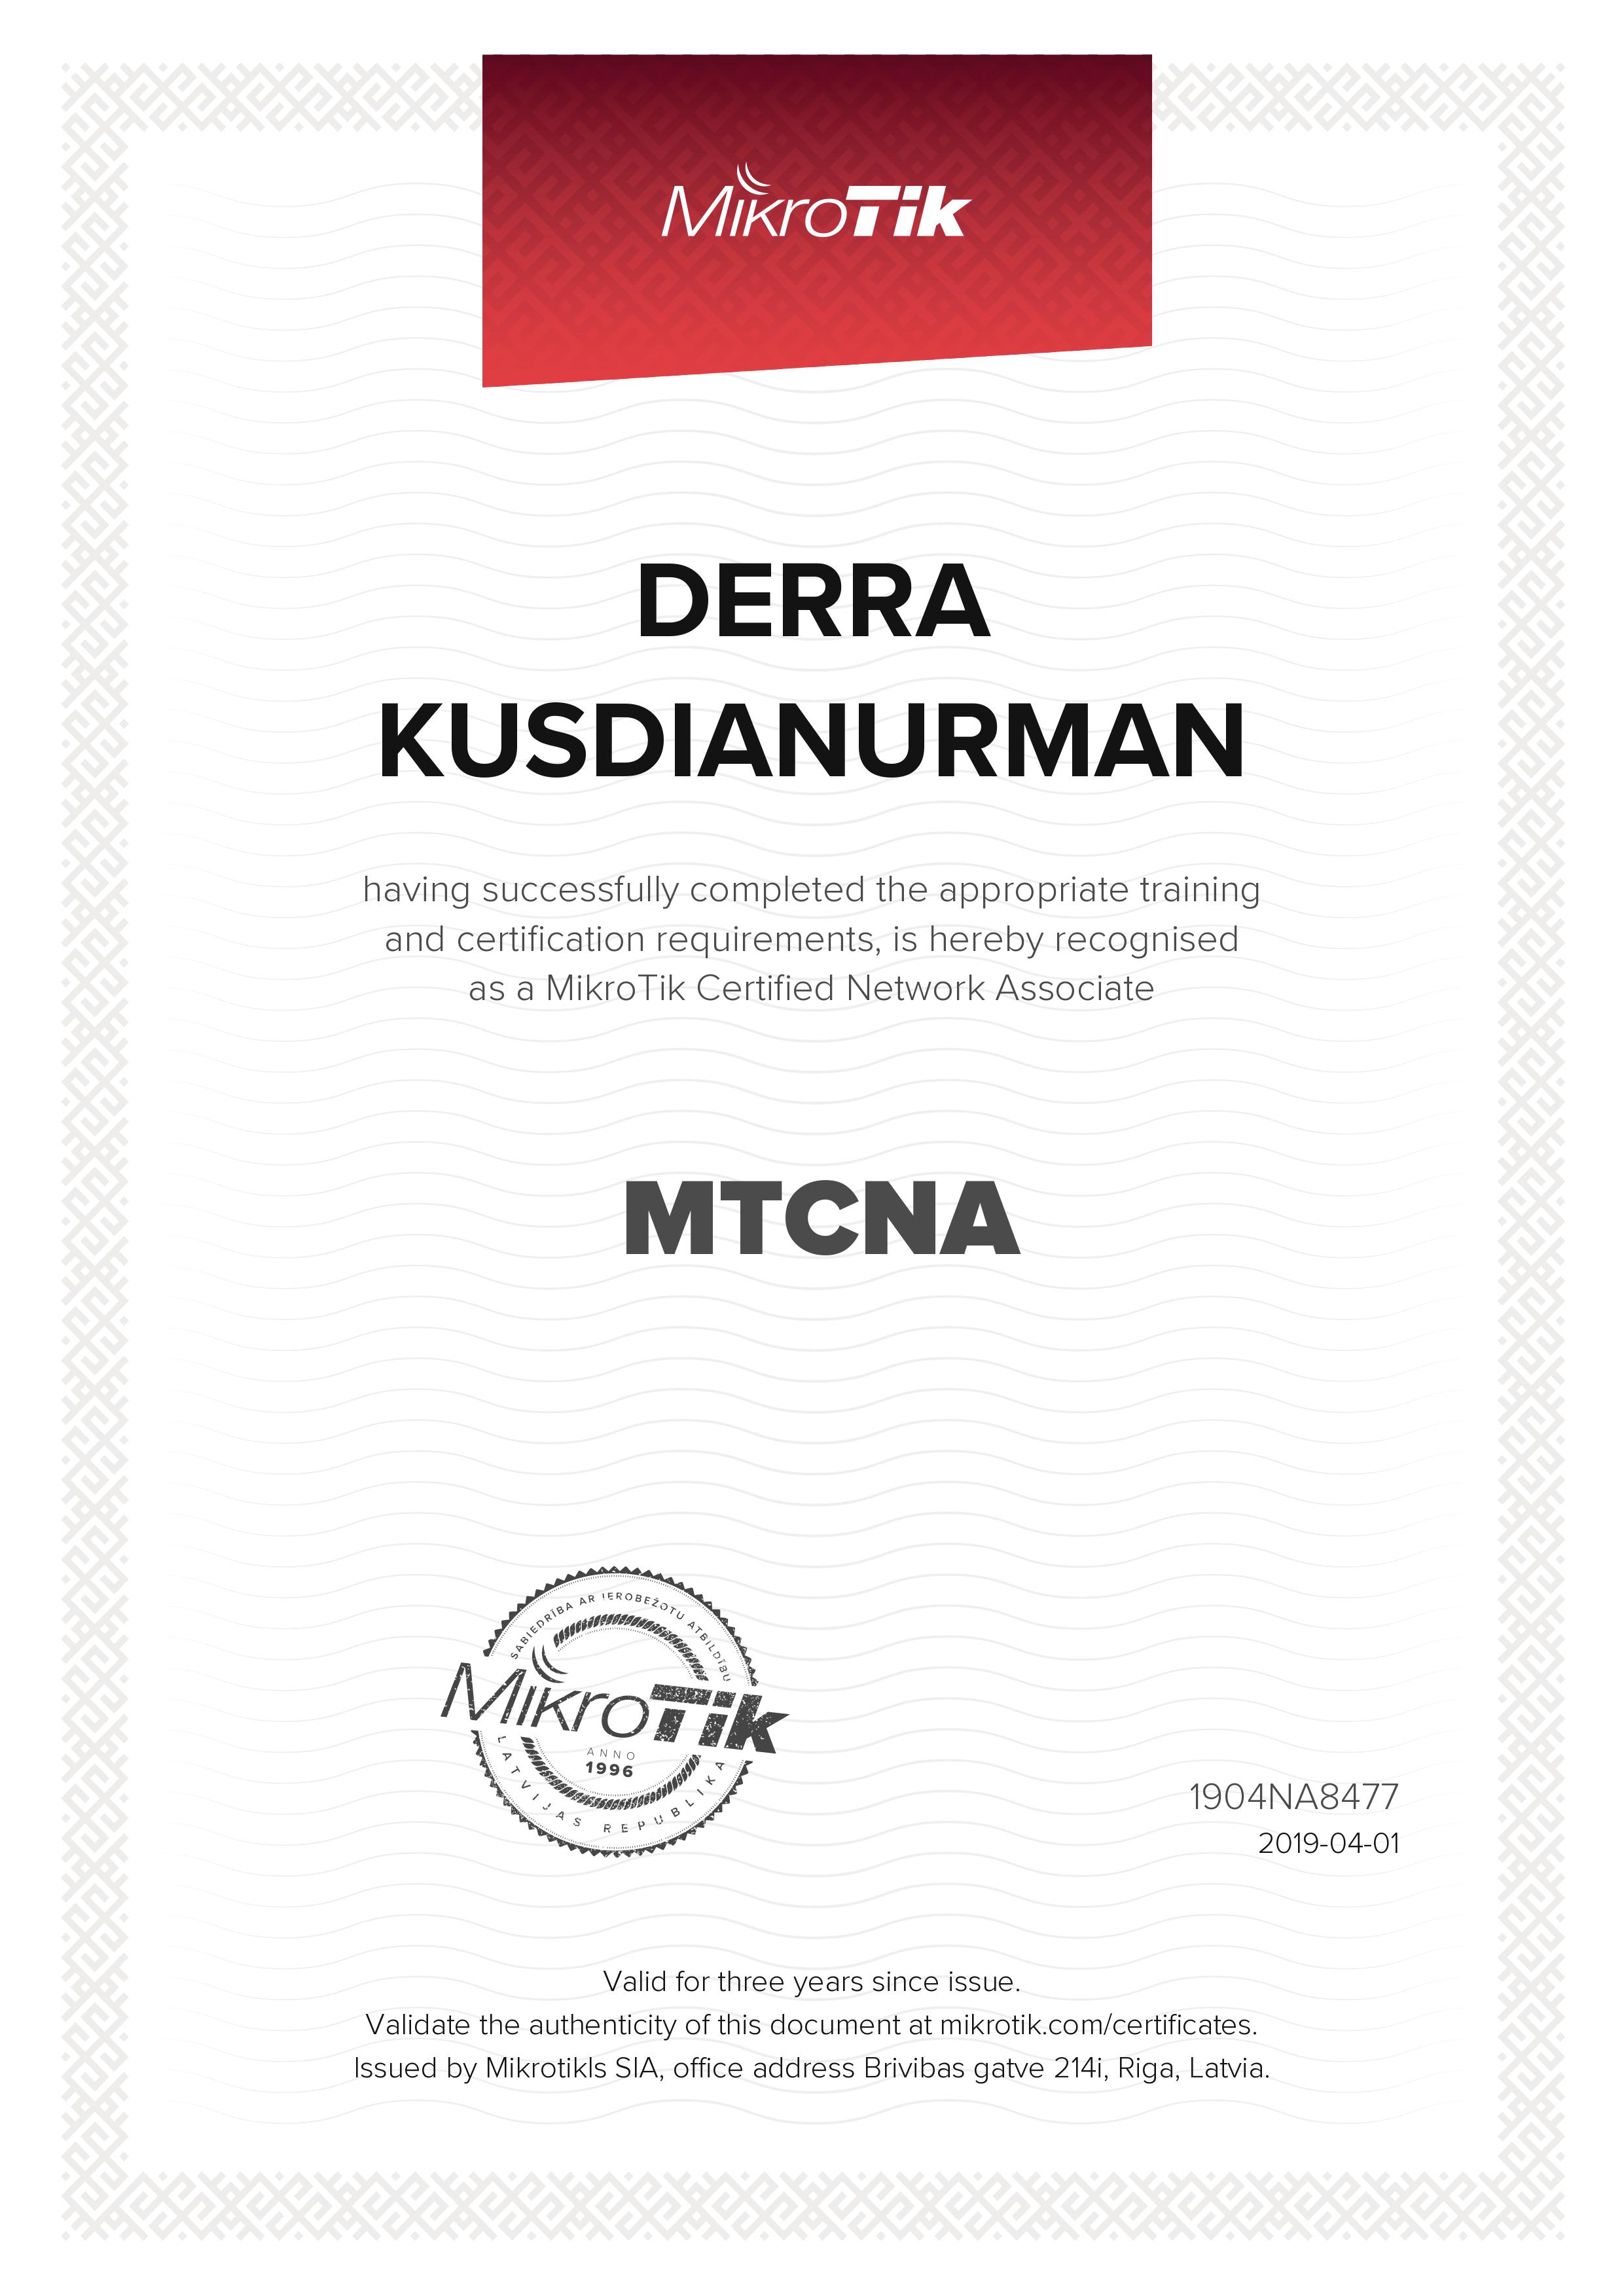 MikroTik
DERRA
KUSDIANURMAN
having successfully completed the appropriate training
and certification requirements, is hereby recognised
as a MikroTik Certified Network Associate
MTCNA
SABIEDRĪBA AR IEROBEŽOTU ATBILDĪBU
MikroTik
ANNO
1996
LATVIJAS REPUBLIKA
1904NA8477
2019-04-01
Valid for three years since issue.
Validate the authenticity of this document at mikrotik.com/certificates.
Issued by Mikrotikls SIA, office address Brivibas gatve 214i, Riga, Latvia.